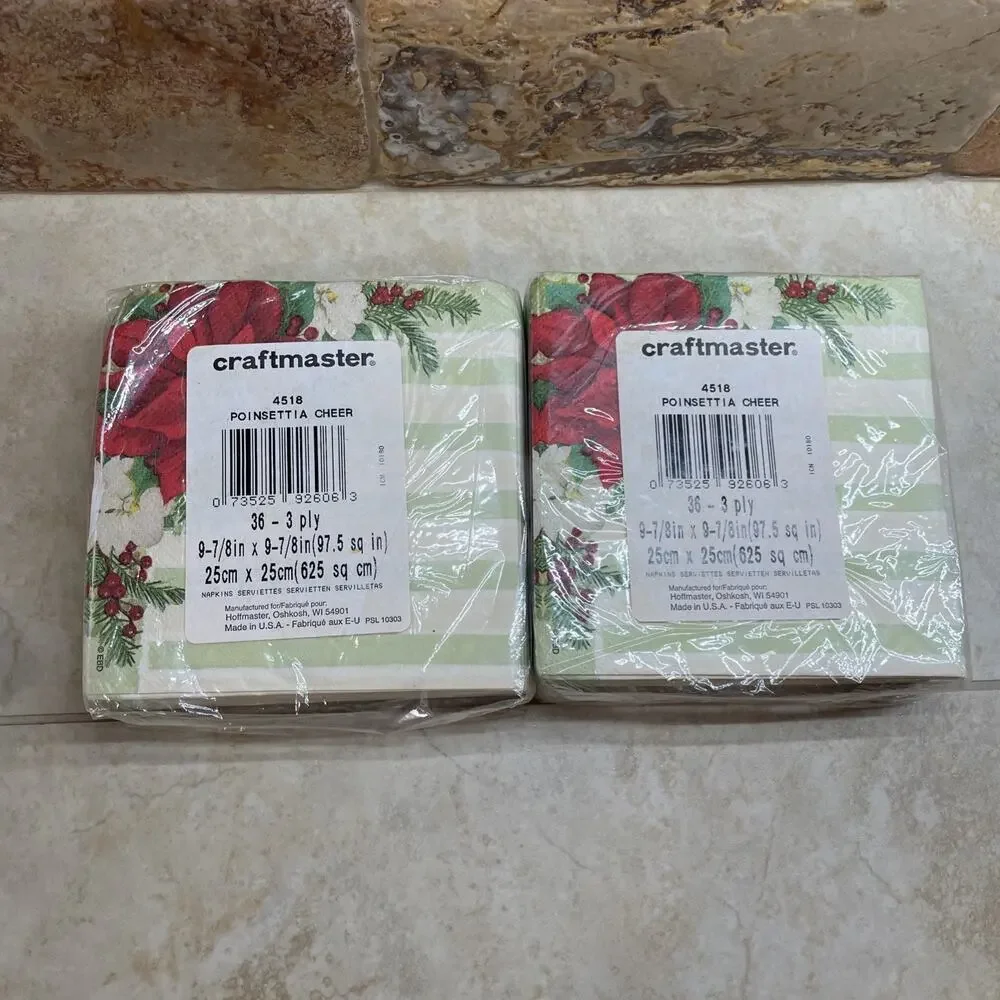 craftmaster®
4518
POINSETTIA CHEER
10180 N21
0 73525 92606 3
36 - 3 ply
9-7/8in x 9-7/8in(97.5 sq in)
25cm x 25cm(625 sq cm)
NAPKINS SERVIETTES SERVIETTEN SERVILLETAS
Manufactured for/Fabriqué pour:
Hoffmaster, Oshkosh, WI 54901
Made in U.S.A. - Fabriqué aux E-U PSL 10303
© EBD
craftmaster®
4518
POINSETTIA CHEER
0 73525 92606 3
36 - 3 ply
9-7/8in x 9-7/8in(97.5 sq in)
25cm x 25cm(625 sq cm)
NAPKINS SERVIETTES SERVIETTEN SERVILLETAS
Manufactured for/Fabriqué pour:
Hoffmaster, Oshkosh, WI 54901
Made in U.S.A. - Fabriqué aux E-U PSL 10303